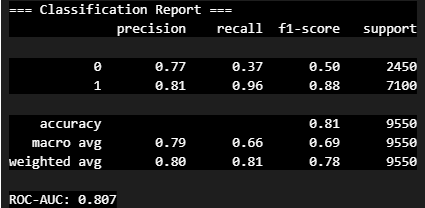 === Classification Report ===
precision recall f1-score support
0 0.77 0.37 0.50 2450
1 0.81 0.96 0.88 7100
accuracy 0.81 9550
macro avg 0.79 0.66 0.69 9550
weighted avg 0.80 0.81 0.78 9550
ROC-AUC: 0.807